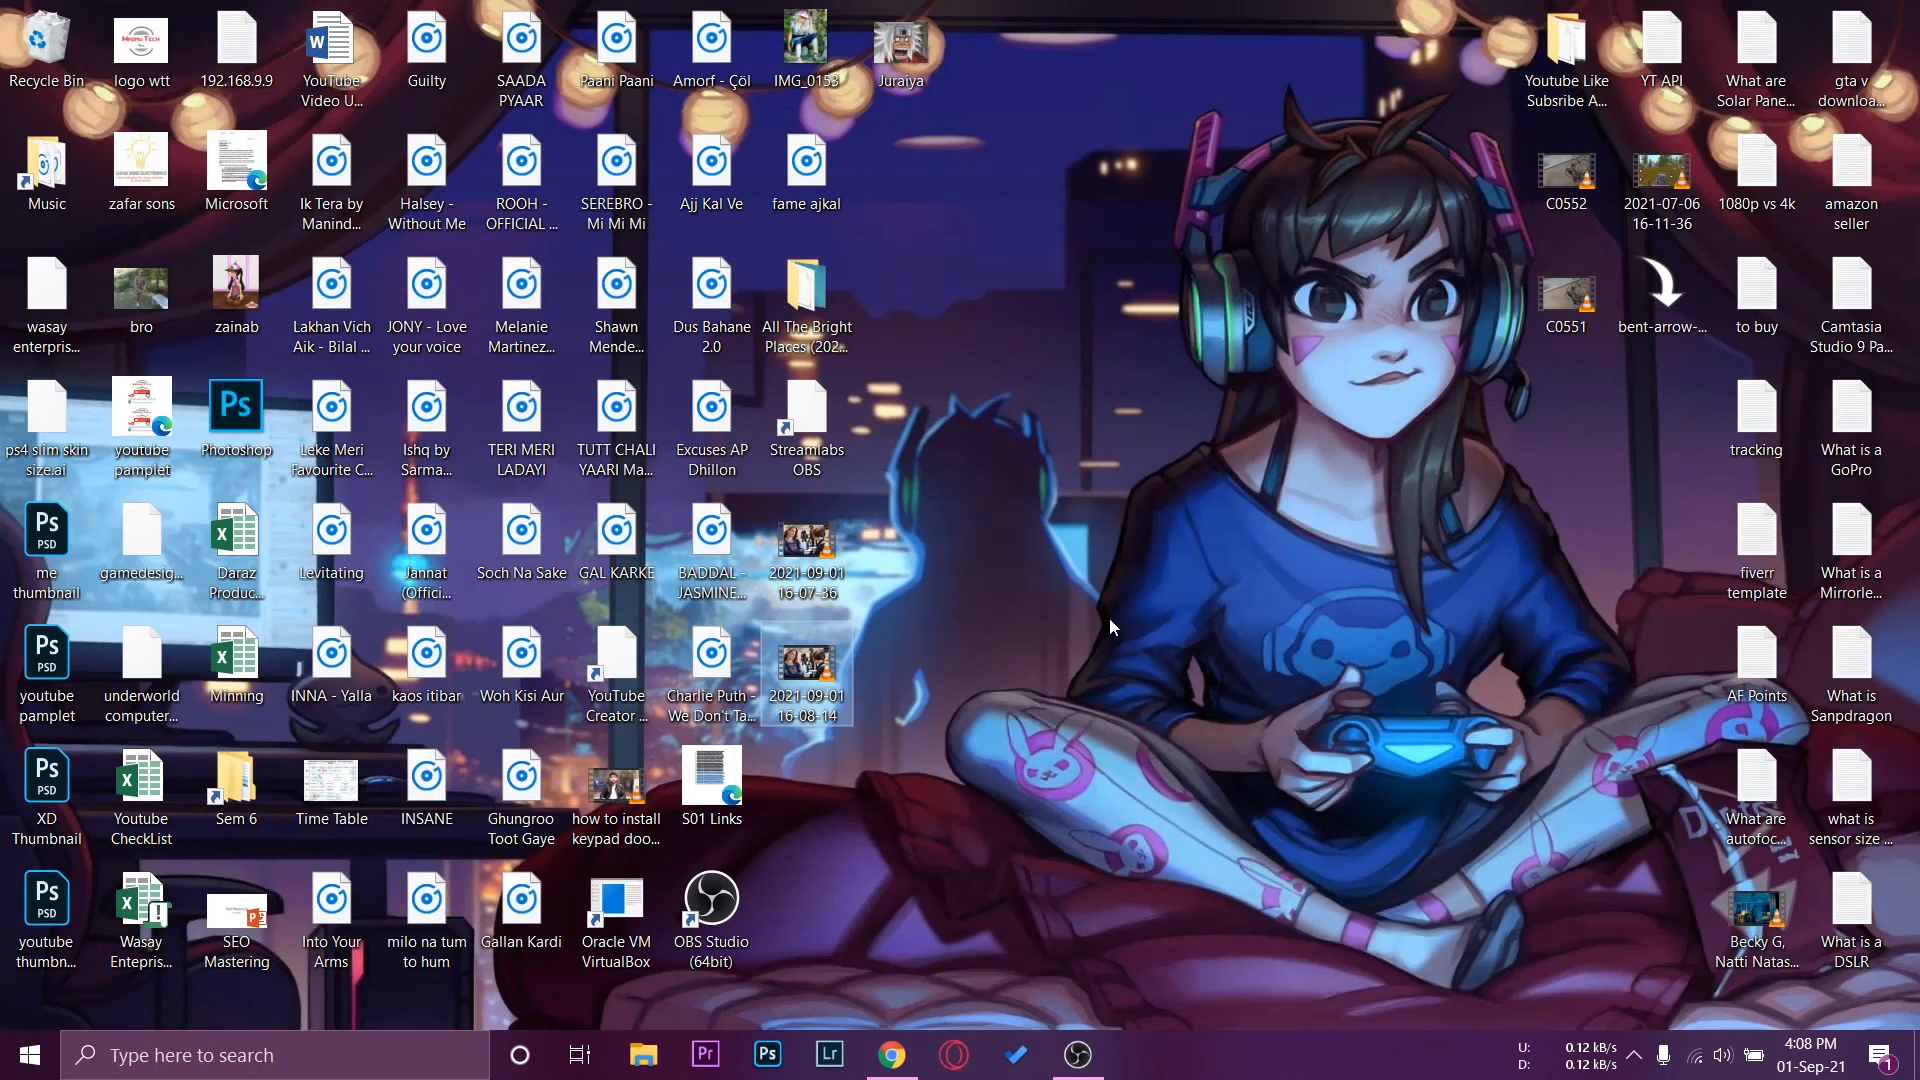 Recycle Bin
logo wtt
192.168.9.9
YouTube
Video U...
Guilty
SAADA
PYAAR
Paani Paani
Amorf - Çöl
IMG_0153
Juraiya
Youtube Like
Subsribe A...
YT API
What are
Solar Pane...
gta v
downloa...
Music
zafar sons
Microsoft
Ik Tera by
Manind...
Halsey -
Without Me
ROOH -
OFFICIAL ...
SEREBRO -
Mi Mi Mi
Ajj Kal Ve
fame ajkal
C0552
2021-07-06
16-11-36
1080p vs 4k
amazon
seller
wasay
enterpris...
bro
zainab
Lakhan Vich
Aik - Bilal ...
JONY - Love
your voice
Melanie
Martinez...
Shawn
Mende...
Dus Bahane
2.0
All The Bright
Places (202...
C0551
bent-arrow-...
to buy
Camtasia
Studio 9 Pa...
ps4 slim skin
size.ai
youtube
pamplet
Ps
Photoshop
Leke Meri
Favourite C...
Ishq by
Sarma...
TERI MERI
LADAYI
TUTT CHALI
YAARI Ma...
Excuses AP
Dhillon
Streamlabs
OBS
tracking
What is a
GoPro
Ps
PSD
me
thumbnail
gamedesig...
Daraz
Produc...
Levitating
Jannat
(Offici...
Soch Na Sake
GAL KARKE
BADDAL -
JASMINE...
2021-09-01
16-07-36
fiverr
template
What is a
Mirrorle...
Ps
PSD
youtube
pamplet
underworld
computer...
Minning
INNA - Yalla
kaos itibar
Woh Kisi Aur
YouTube
Creator ...
Charlie Puth -
We Don't Ta...
2021-09-01
16-08-14
AF Points
What is
Sanpdragon
Ps
PSD
XD
Thumbnail
Youtube
CheckList
Sem 6
Time Table
INSANE
Ghungroo
Toot Gaye
how to install
keypad doo...
S01 Links
What are
autofoc...
what is
sensor size ...
Ps
PSD
youtube
thumbn...
Wasay
Entepris...
SEO
Mastering
Into Your
Arms
milo na tum
to hum
Gallan Kardi
Oracle VM
VirtualBox
OBS Studio
(64bit)
Becky G,
Natti Natas...
What is a
DSLR
Type here to search
Pr
Ps
Lr
U: 0.12 kB/s
D: 0.12 kB/s
4:08 PM
01-Sep-21
1